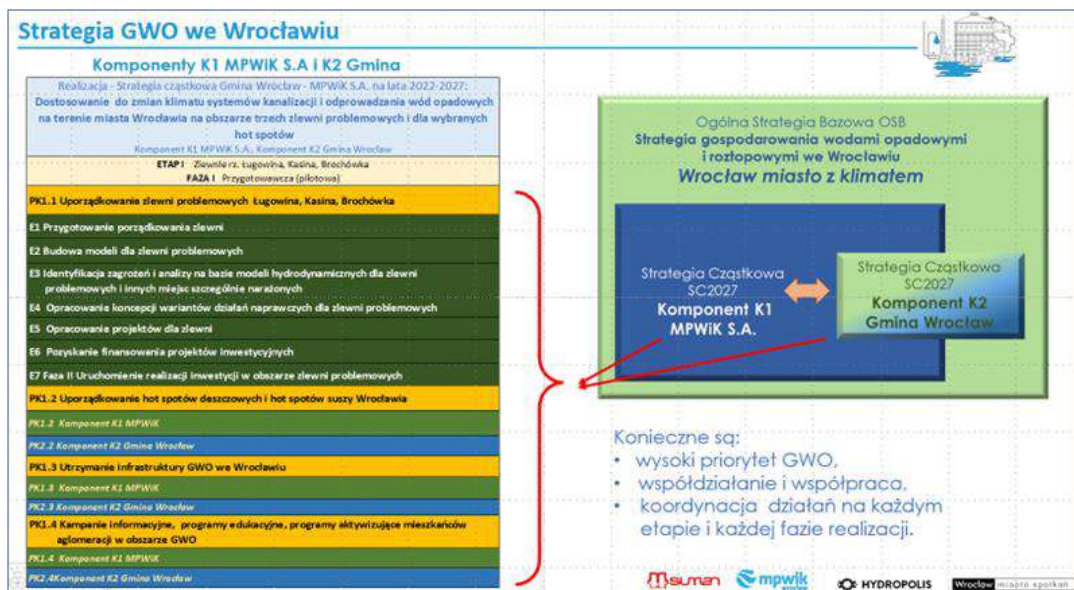 Strategia GWO we Wrocławiu
Komponenty K1 MPWiK S.A i K2 Gmina
Realizacja - Strategia cząstkowa Gmina Wrocław - MPWiK S.A. na lata 2022-2027:
Dostosowanie do zmian klimatu systemów kanalizacji i odprowadzania wód opadowych
na terenie miasta Wrocławia na obszarze trzech zlewni problemowych i dla wybranych
hot spotów
Komponent K1 MPWiK S.A., Komponent K2 Gmina Wrocław
ETAP I Zlewnie rz. Ługowina, Kasina, Brochówka
FAZA I Przygotowawcza (pilotowa)
PK1.1 Uporządkowanie zlewni problemowych Ługowina, Kasina, Brochówka
E1 Przygotowanie porządkowania zlewni
E2 Budowa modeli dla zlewni problemowych
E3 Identyfikacja zagrożeń i analizy na bazie modeli hydrodynamicznych dla zlewni
problemowych i innych miejsc szczególnie narażonych
E4 Opracowanie koncepcji wariantów działań naprawczych dla zlewni problemowych
E5 Opracowanie projektów dla zlewni
E6 Pozyskanie finansowania projektów inwestycyjnych
E7 Faza II Uruchomienie realizacji inwestycji w obszarze zlewni problemowych
PK1.2 Uporządkowanie hot spotów deszczowych i hot spotów suszy Wrocławia
PK1.2 Komponent K1 MPWiK
PK2.2 Komponent K2 Gmina Wrocław
PK1.3 Utrzymanie infrastruktury GWO we Wrocławiu
PK1.3 Komponent K1 MPWiK
PK2.3 Komponent K2 Gmina Wrocław
PK1.4 Kampanie informacyjne, programy edukacyjne, programy aktywizujące mieszkańców
aglomeracji w obszarze GWO
PK1.4 Komponent K1 MPWiK
PK2.4Komponent K2 Gmina Wrocław
Ogólna Strategia Bazowa OSB
Strategia gospodarowania wodami opadowymi
i roztopowymi we Wrocławiu
Wrocław miasto z klimatem
Strategia Cząstkowa
SC2027
Komponent K1
MPWiK S.A.
Strategia Cząstkowa
SC2027
Komponent K2
Gmina Wrocław
Konieczne są:
• wysoki priorytet GWO,
• współdziałanie i współpraca,
• koordynacja działań na każdym
etapie i każdej fazie realizacji.
suman mpwik HYDROPOLIS Wrocław miasto spotkań